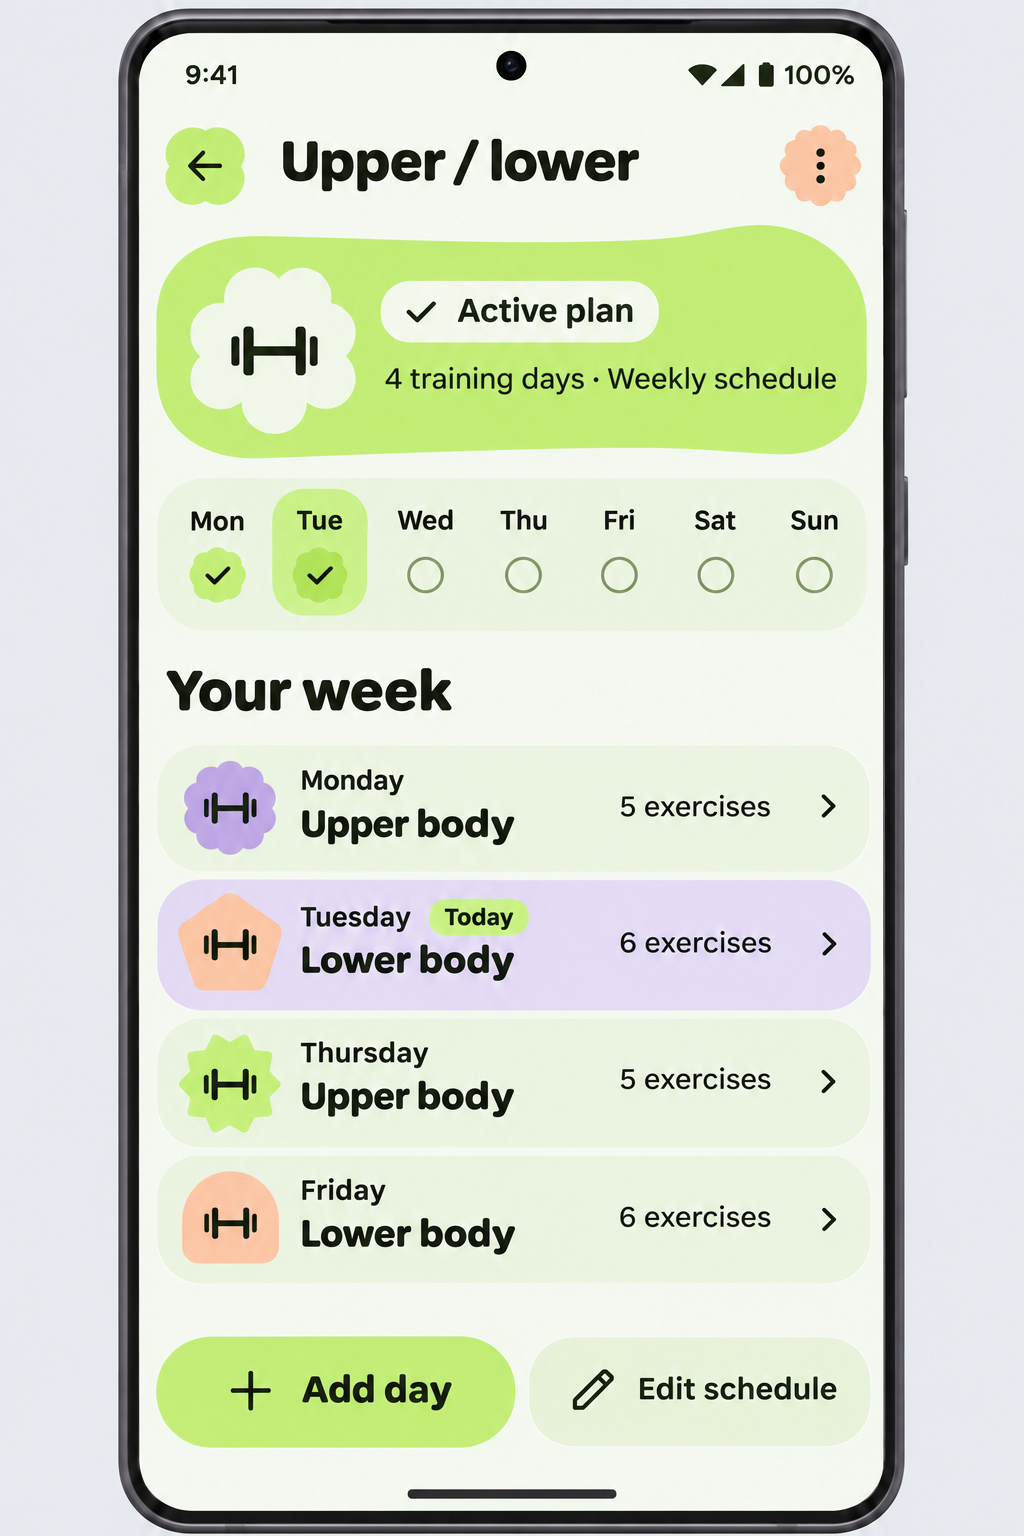 9:41
100%
Upper / lower
Active plan
4 training days · Weekly schedule
Mon Tue Wed Thu Fri Sat Sun
Your week
Monday
Upper body
5 exercises
Tuesday Today
Lower body
6 exercises
Thursday
Upper body
5 exercises
Friday
Lower body
6 exercises
Add day
Edit schedule